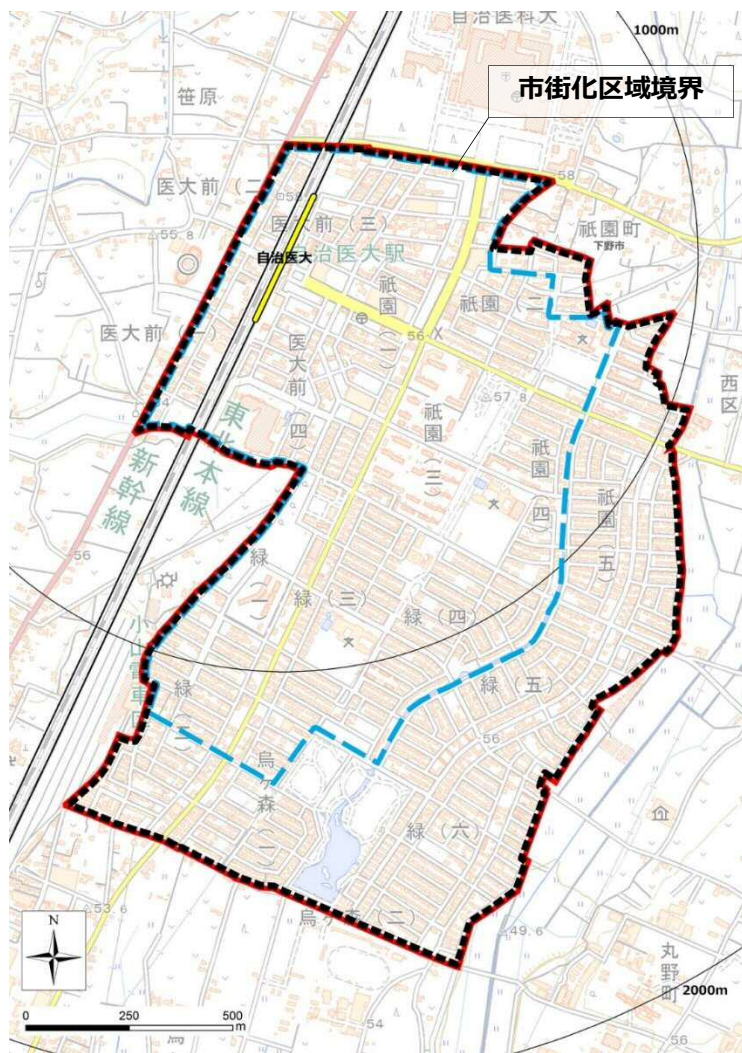 自治医科大
1000m
市街化区域境界
笹原
医大前(二)
58
医大前(三)
祇園町
下野市
55.8
自治医大駅
自治医大
祇園(一)
祇園(二)
医大前(一)
56
57.8
西区
医大前(四)
東北本線
新幹線
祇園(三)
祇園(四)
祇園(五)
56
緑(一)
緑(三)
緑(四)
小山電車区
緑(二)
緑(五)
56
烏ヶ森(一)
緑(六)
N
53.6
烏ヶ森(二)
49.6
丸野町
2000m
0 250 500
m
54
56